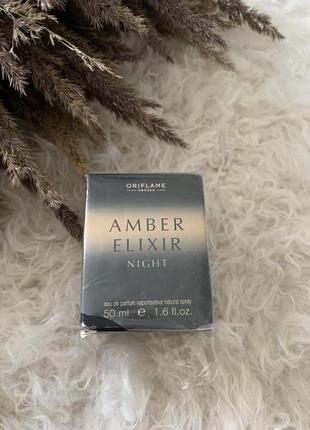 ORIFLAME
SWEDEN
AMBER
ELIXIR
NIGHT
eau de parfum vaporisateur natural spray
50 ml e 1.6 fl.oz.